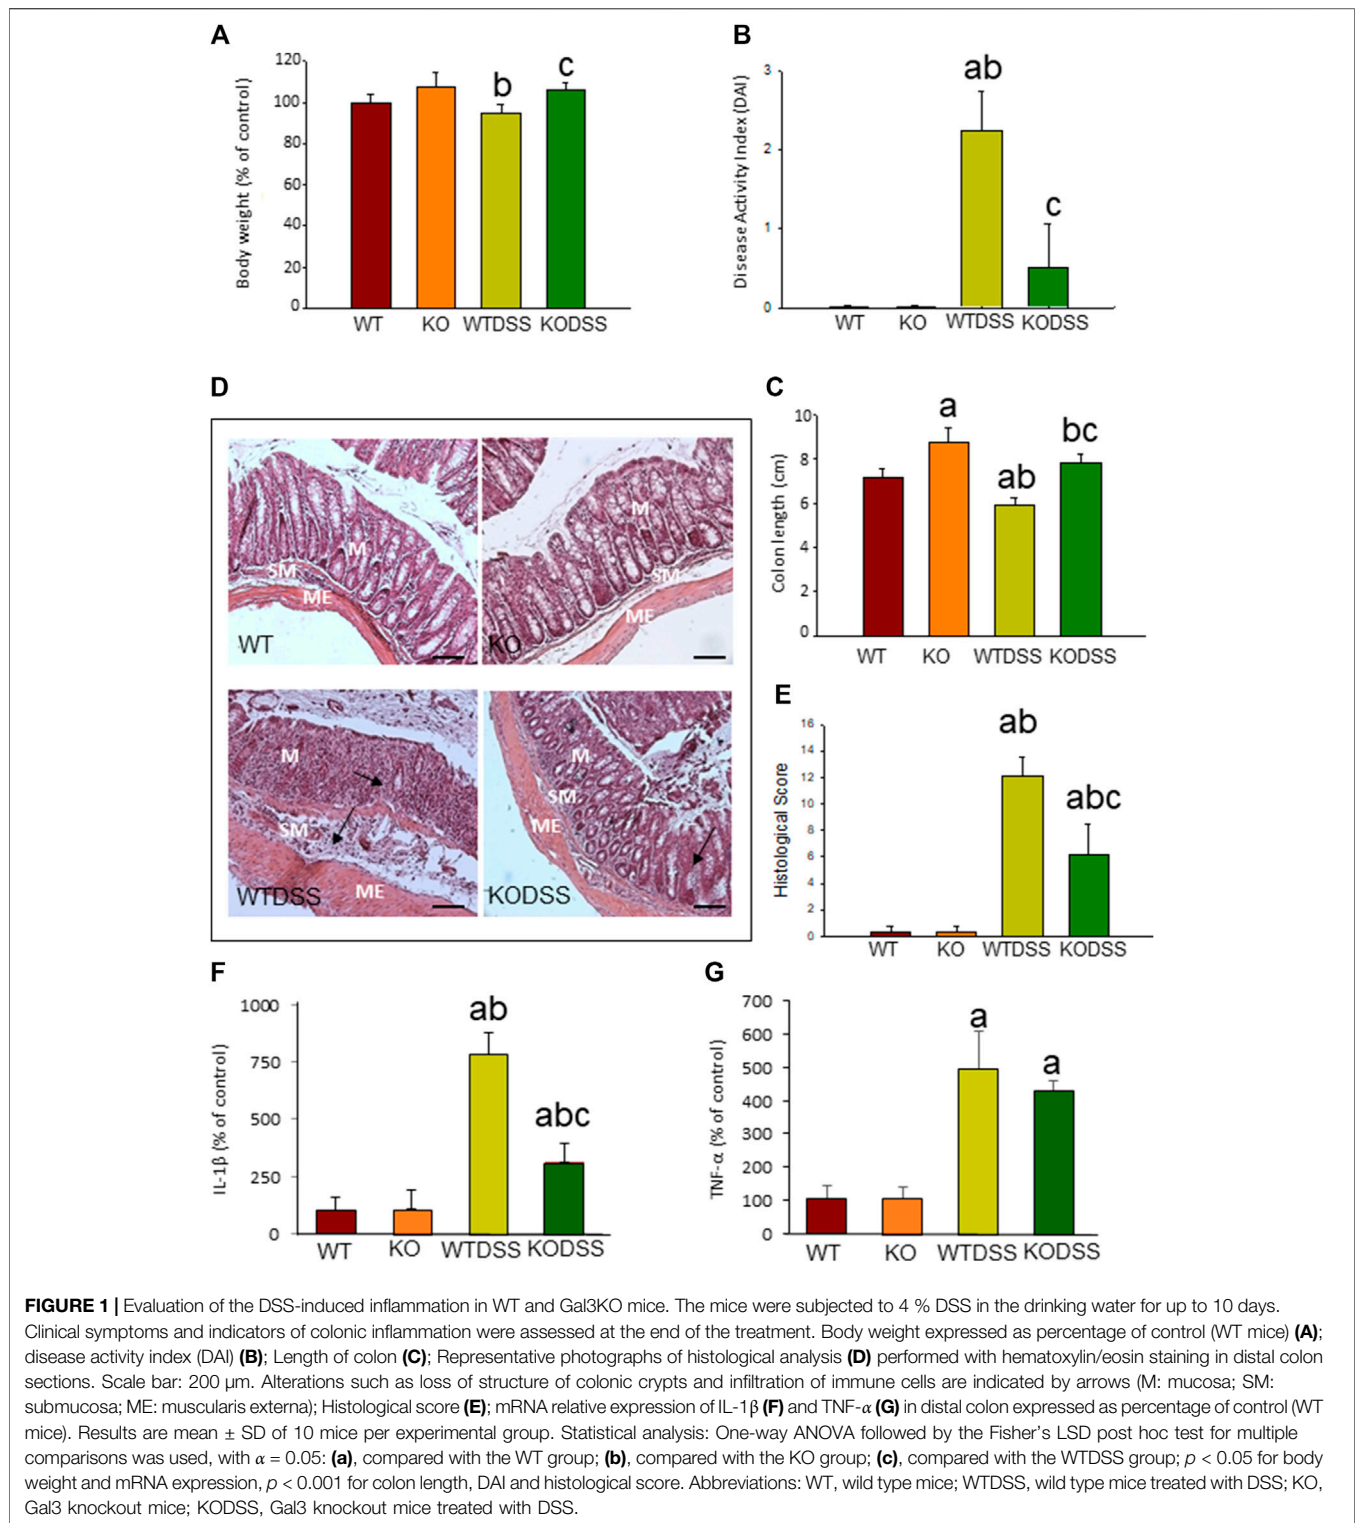 A
Body weight (% of control)
120
100
80
60
40
20
0
b
c
WT KO WTDSS KODSS
B
Disease Activity Index (DAI)
3
2
1
0
ab
c
WT KO WTDSS KODSS
D
M
SM
ME
WT
M
SM
ME
KO
M
SM
ME
WTDSS
M
SM
ME
KODSS
C
Colon length (cm)
10
8
6
4
2
0
a
ab
bc
WT KO WTDSS KODSS
E
Histological Score
16
14
12
10
8
6
4
2
0
ab
abc
WT KO WTDSS KODSS
F
IL-1β (% of control)
1000
750
500
250
0
ab
abc
WT KO WTDSS KODSS
G
TNF-α (% of control)
700
600
500
400
300
200
100
0
a
a
WT KO WTDSS KODSS
FIGURE 1 | Evaluation of the DSS-induced inflammation in WT and Gal3KO mice. The mice were subjected to 4 % DSS in the drinking water for up to 10 days.
Clinical symptoms and indicators of colonic inflammation were assessed at the end of the treatment. Body weight expressed as percentage of control (WT mice) (A);
disease activity index (DAI) (B); Length of colon (C); Representative photographs of histological analysis (D) performed with hematoxylin/eosin staining in distal colon
sections. Scale bar: 200 µm. Alterations such as loss of structure of colonic crypts and infiltration of immune cells are indicated by arrows (M: mucosa; SM:
submucosa; ME: muscularis externa); Histological score (E); mRNA relative expression of IL-1β (F) and TNF-α (G) in distal colon expressed as percentage of control (WT
mice). Results are mean ± SD of 10 mice per experimental group. Statistical analysis: One-way ANOVA followed by the Fisher's LSD post hoc test for multiple
comparisons was used, with α = 0.05: (a), compared with the WT group; (b), compared with the KO group; (c), compared with the WTDSS group; p < 0.05 for body
weight and mRNA expression, p < 0.001 for colon length, DAI and histological score. Abbreviations: WT, wild type mice; WTDSS, wild type mice treated with DSS; KO,
Gal3 knockout mice; KODSS, Gal3 knockout mice treated with DSS.